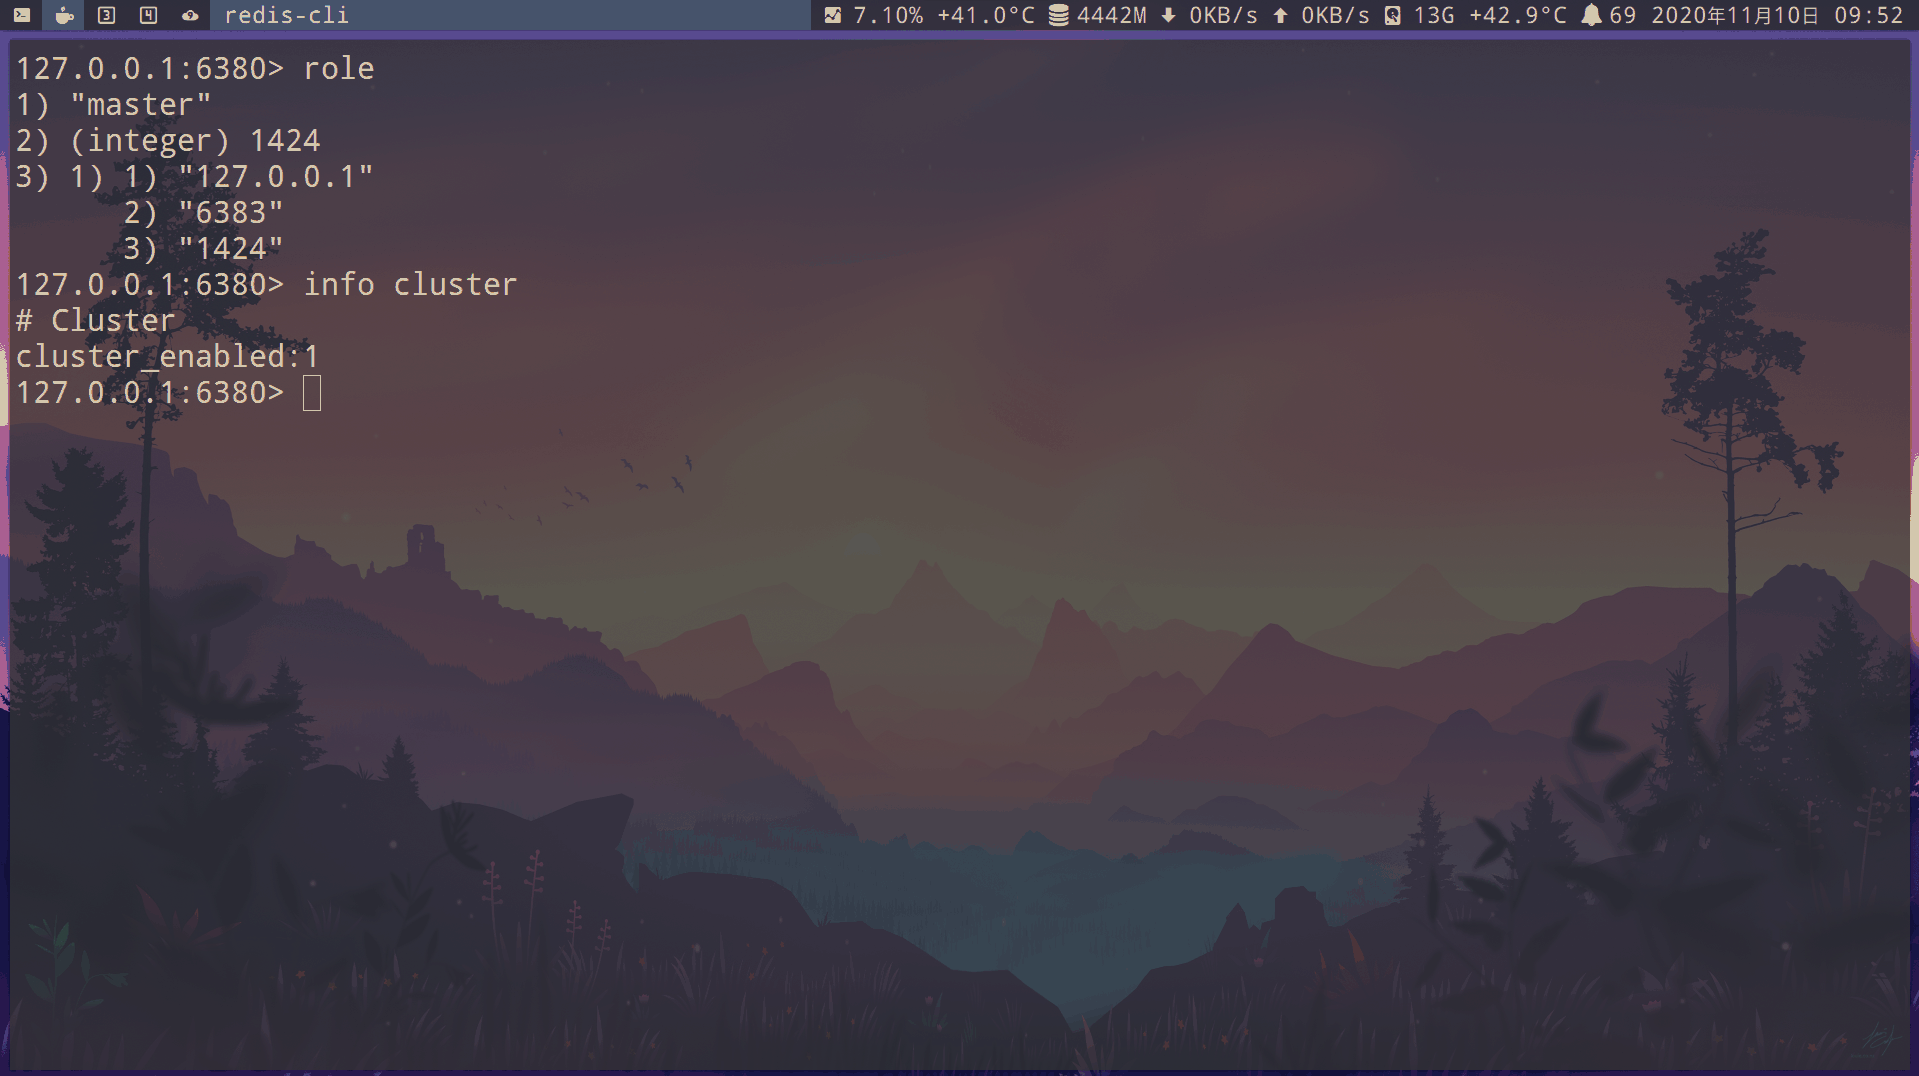 3 4 redis-cli 7.10% +41.0°C 4442M 0KB/s 0KB/s 13G +42.9°C 69 2020年11月10日 09:52
127.0.0.1:6380> role
1) "master"
2) (integer) 1424
3) 1) 1) "127.0.0.1"
      2) "6383"
      3) "1424"
127.0.0.1:6380> info cluster
# Cluster
cluster_enabled:1
127.0.0.1:6380>